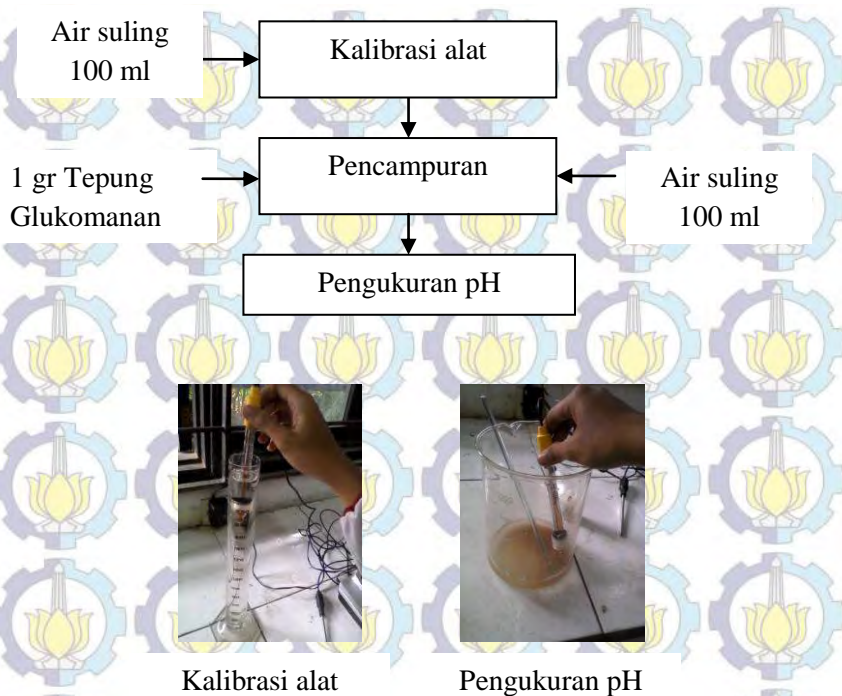 Air suling
100 ml
Kalibrasi alat
1 gr Tepung
Glukomanan
Pencampuran
Air suling
100 ml
Pengukuran pH
Kalibrasi alat
Pengukuran pH